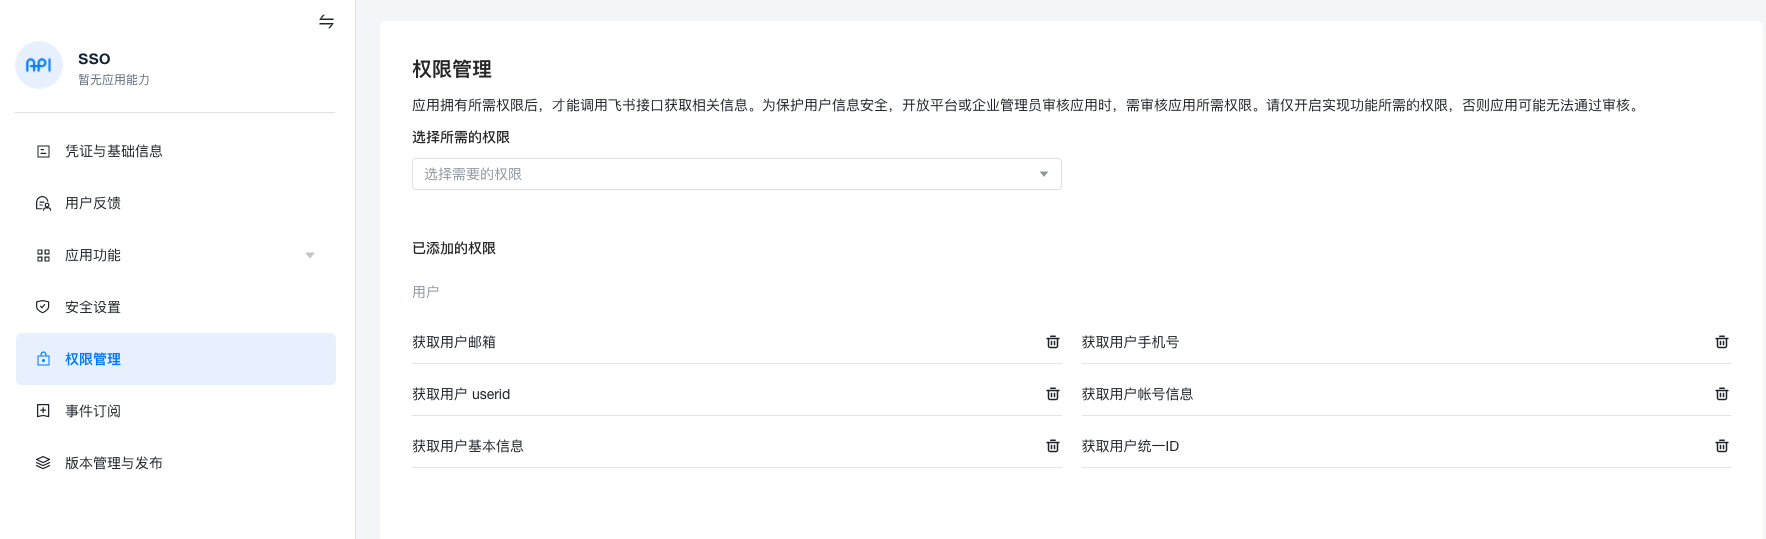 API
SSO
暂无应用能力
凭证与基础信息
用户反馈
应用功能
安全设置
权限管理
事件订阅
版本管理与发布
权限管理
应用拥有所需权限后，才能调用飞书接口获取相关信息。为保护用户信息安全，开放平台或企业管理员审核应用时，需审核应用所需权限。请仅开启实现功能所需的权限，否则应用可能无法通过审核。
选择所需的权限
选择需要的权限
已添加的权限
用户
获取用户邮箱
获取用户手机号
获取用户 userid
获取用户帐号信息
获取用户基本信息
获取用户统一ID